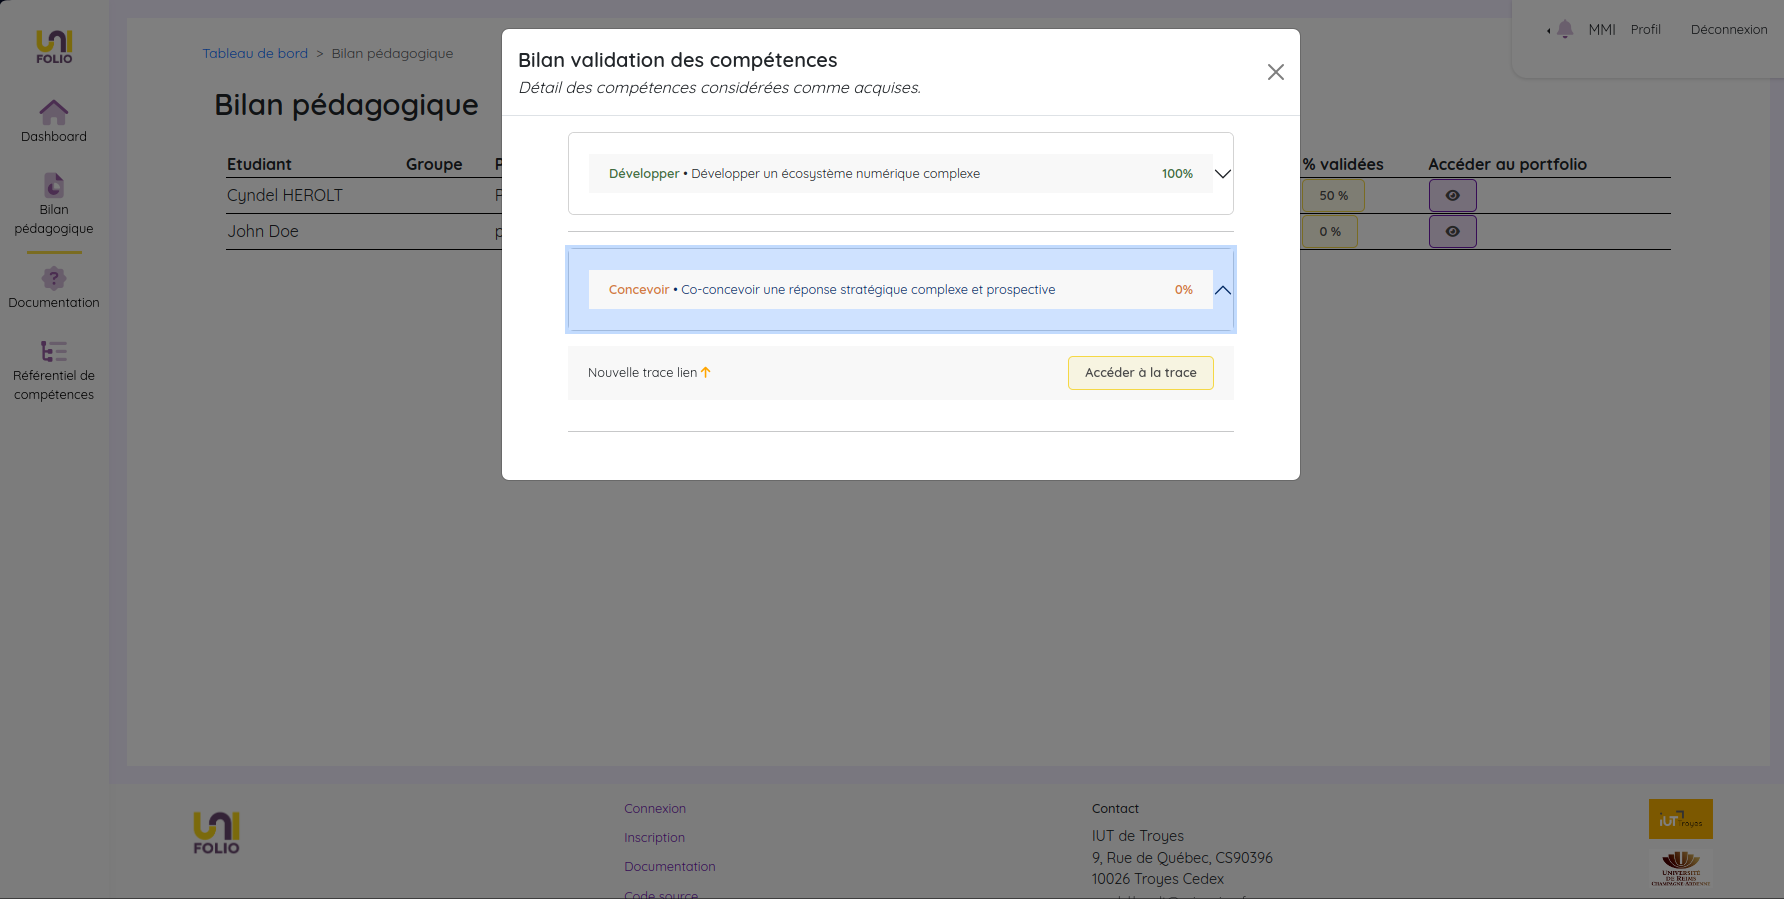 UNI
FOLIO
Dashboard
Bilan
pédagogique
Documentation
Référentiel de
compétences
Tableau de bord > Bilan pédagogique
MMI Profil Déconnexion
Bilan pédagogique
Etudiant Groupe P % validées Accéder au portfolio
Cyndel HEROLT 50 %
John Doe 0 %
Bilan validation des compétences
Détail des compétences considérées comme acquises.
Développer • Développer un écosystème numérique complexe 100%
Concevoir • Co-concevoir une réponse stratégique complexe et prospective 0%
Nouvelle trace lien Accéder à la trace
UNI
FOLIO
Connexion
Inscription
Documentation
Code source
Contact
IUT de Troyes
9, Rue de Québec, CS90396
10026 Troyes Cedex
iUT Troyes
UNIVERSITÉ
DE REIMS
CHAMPAGNE-ARDENNE